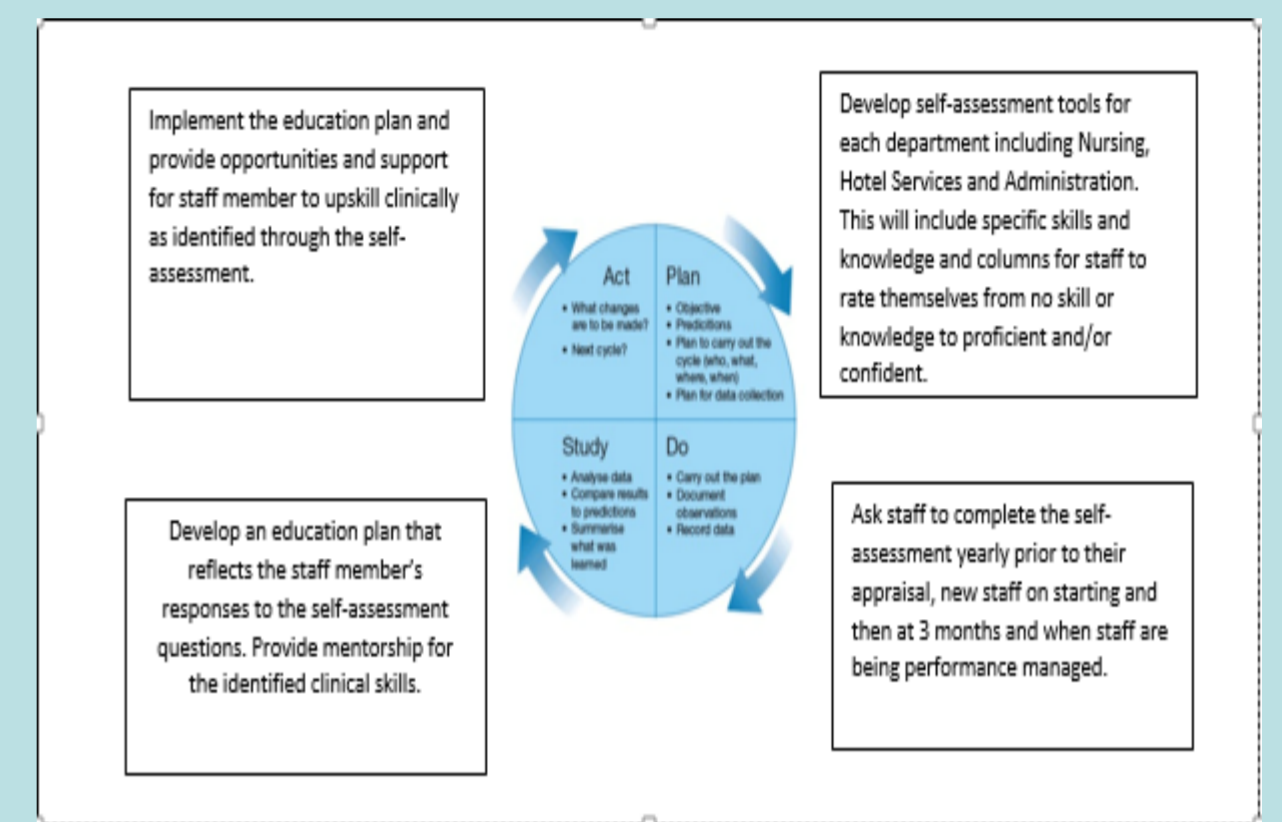 Implement the education plan and
provide opportunities and support
for staff member to upskill clinically
as identified through the self-
assessment.
Develop self-assessment tools for
each department including Nursing,
Hotel Services and Administration.
This will include specific skills and
knowledge and columns for staff to
rate themselves from no skill or
knowledge to proficient and/or
confident.
Act
• What changes
are to be made?
• Next cycle?
Plan
• Objective
• Predicitions
• Plan to carry out the
cycle (who, what,
where, when)
• Plan for data collection
Study
• Analyse data
• Compare results
to predictions
• Summarise
what was
learned
Do
• Carry out the plan
• Document
observations
• Record data
Develop an education plan that
reflects the staff member's
responses to the self-assessment
questions. Provide mentorship for
the identified clinical skills.
Ask staff to complete the self-
assessment yearly prior to their
appraisal, new staff on starting and
then at 3 months and when staff are
being performance managed.